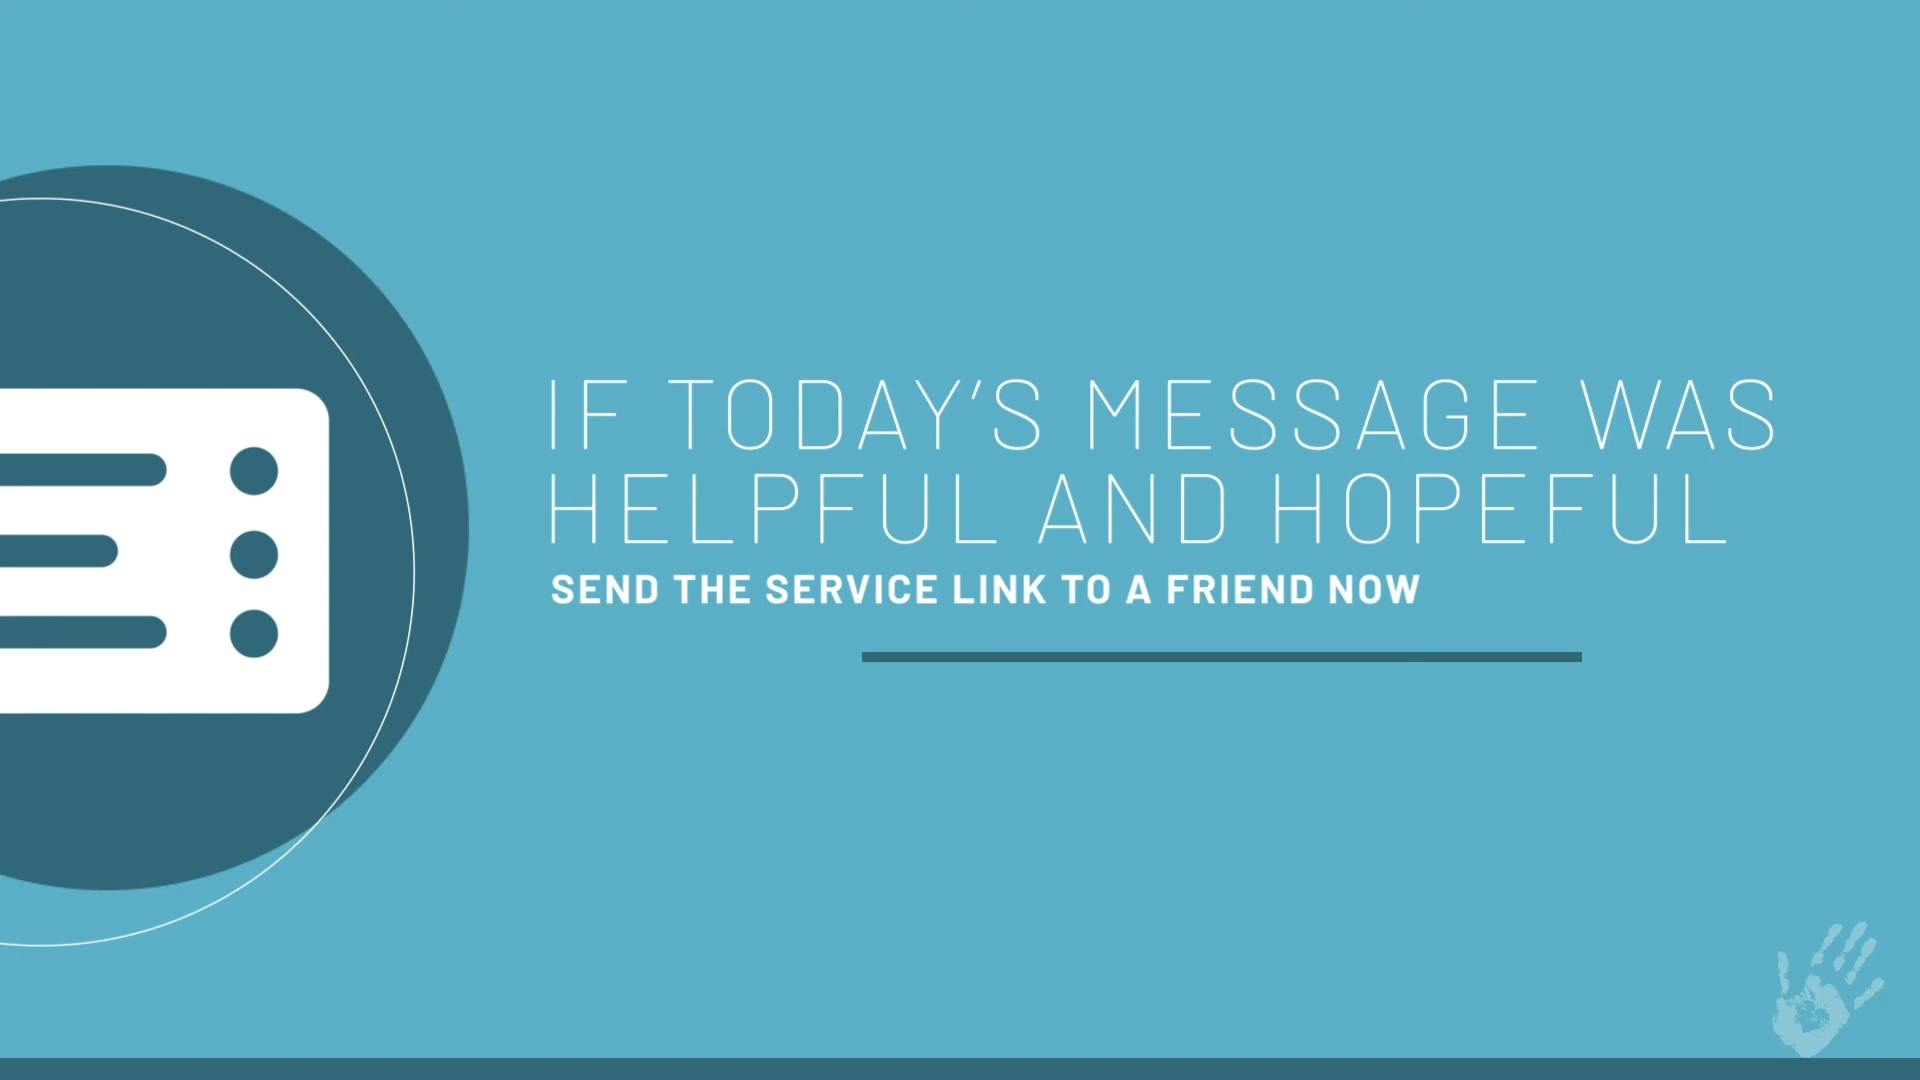 IF TODAY'S MESSAGE WAS
HELPFUL AND HOPEFUL
SEND THE SERVICE LINK TO A FRIEND NOW